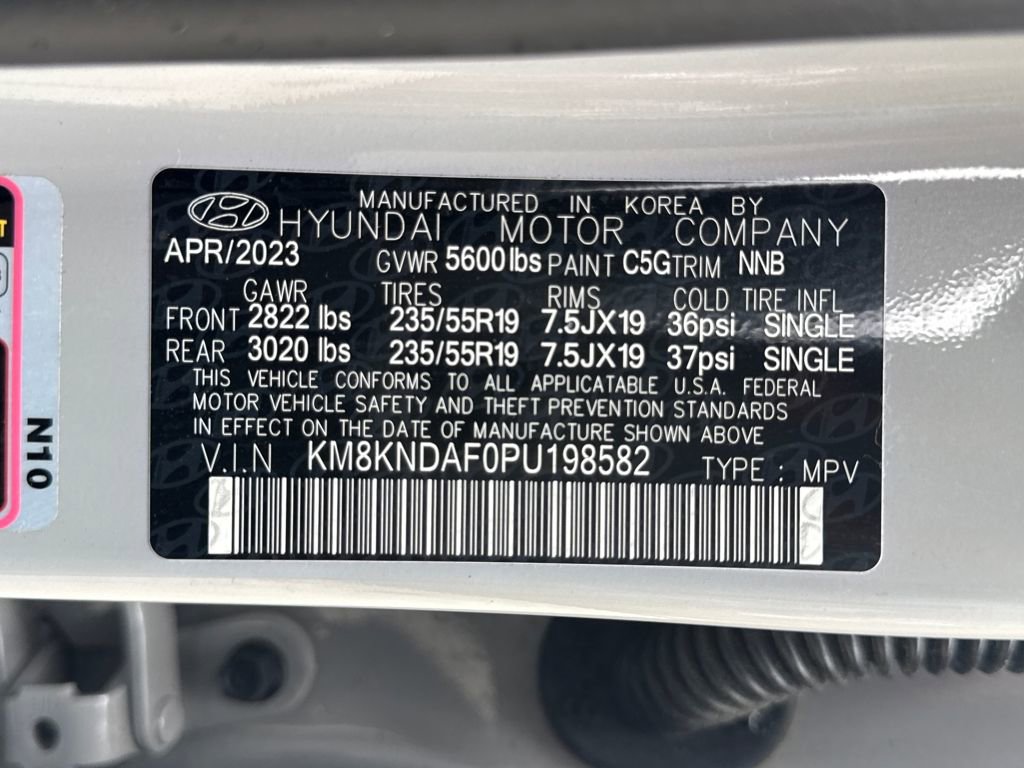 MANUFACTURED IN KOREA BY
HYUNDAI MOTOR COMPANY
APR/2023 GVWR 5600lbs PAINT C5G TRIM NNB
GAWR TIRES RIMS COLD TIRE INFL
FRONT 2822 lbs 235/55R19 7.5JX19 36psi SINGLE
REAR 3020 lbs 235/55R19 7.5JX19 37psi SINGLE
THIS VEHICLE CONFORMS TO ALL APPLICATABLE U.S.A. FEDERAL
MOTOR VEHICLE SAFETY AND THEFT PREVENTION STANDARDS
IN EFFECT ON THE DATE OF MANUFACTURE SHOWN ABOVE
V.I.N KM8KNDAF0PU198582 TYPE : MPV
N10